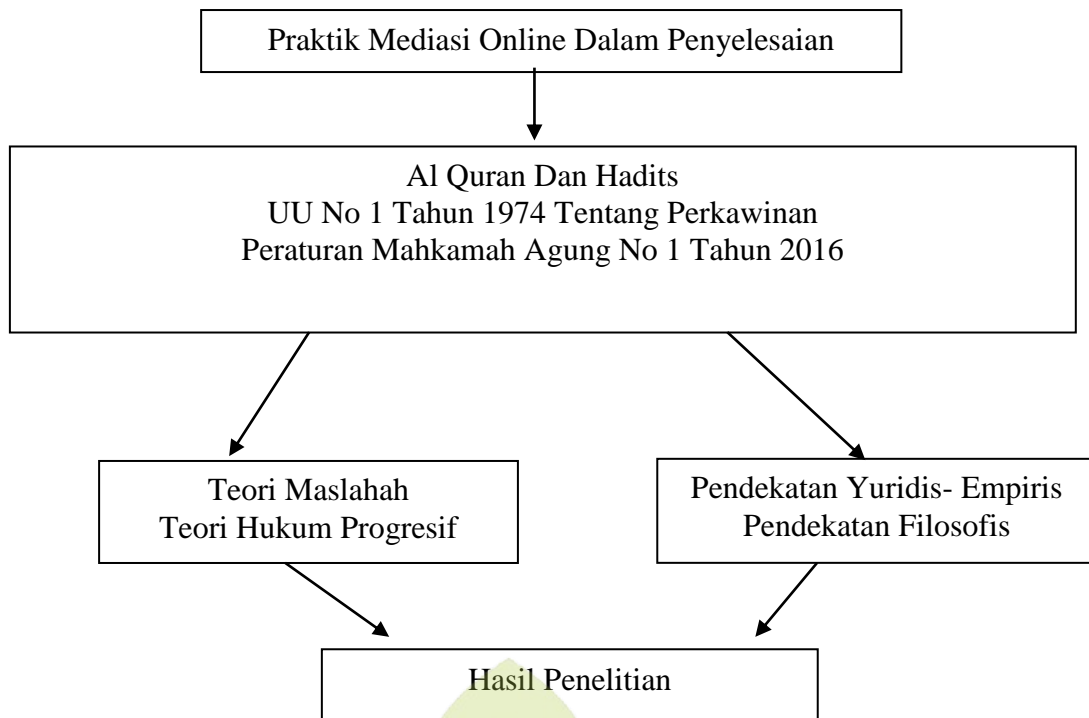 Praktik Mediasi Online Dalam Penyelesaian
Al Quran Dan Hadits
UU No 1 Tahun 1974 Tentang Perkawinan
Peraturan Mahkamah Agung No 1 Tahun 2016
Teori Maslahah
Teori Hukum Progresif
Pendekatan Yuridis- Empiris
Pendekatan Filosofis
Hasil Penelitian